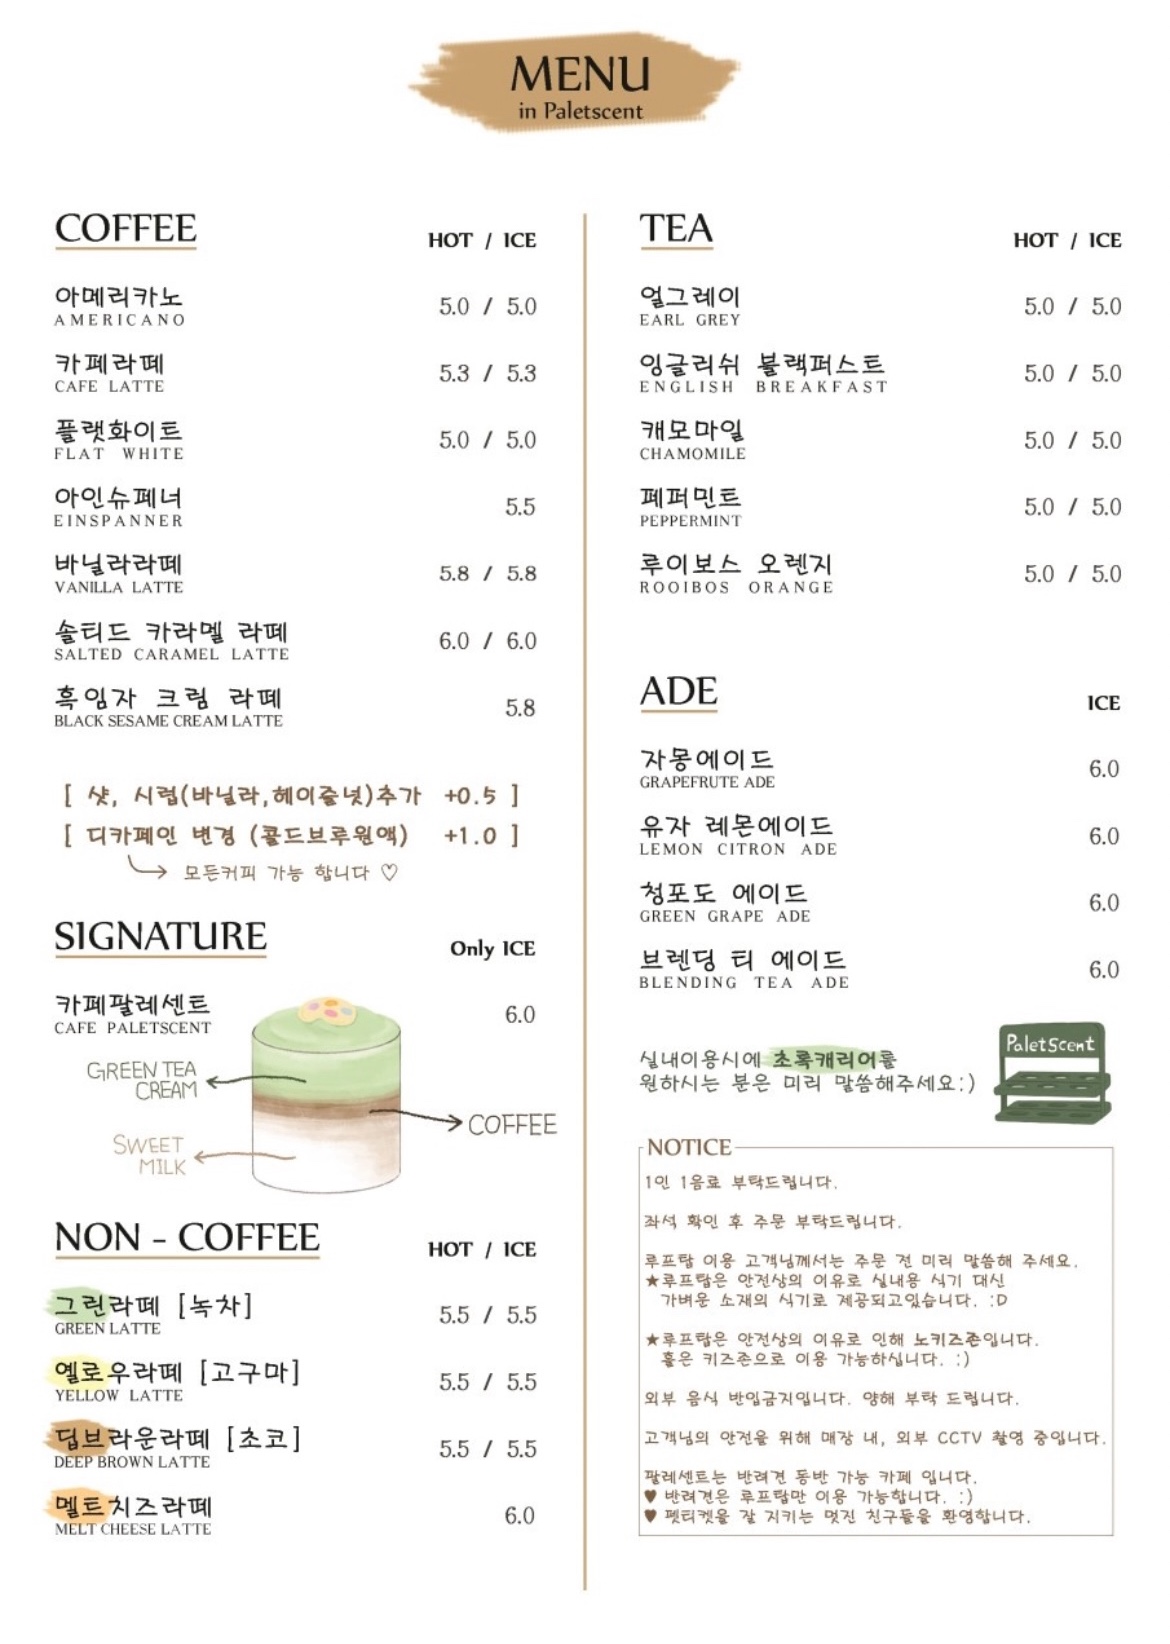 MENU
in Paletscent
COFFEE HOT / ICE
아메리카노 5.0 / 5.0
AMERICANO
카페라떼 5.3 / 5.3
CAFE LATTE
플랫화이트 5.0 / 5.0
FLAT WHITE
아인슈페너 5.5
EINSPANNER
바닐라라떼 5.8 / 5.8
VANILLA LATTE
솔티드 카라멜 라떼 6.0 / 6.0
SALTED CARAMEL LATTE
흑임자 크림 라떼 5.8
BLACK SESAME CREAM LATTE
[ 샷, 시럽(바닐라,헤이즐넛)추가 +0.5 ]
[ 디카페인 변경 (콜드브루원액) +1.0 ]
모든커피 가능 합니다 ♡
SIGNATURE Only ICE
카페팔레센트 6.0
CAFE PALETSCENT
GREEN TEA
CREAM
COFFEE
SWEET
MILK
NON - COFFEE HOT / ICE
그린라떼 [녹차] 5.5 / 5.5
GREEN LATTE
옐로우라떼 [고구마] 5.5 / 5.5
YELLOW LATTE
딥브라운라떼 [초코] 5.5 / 5.5
DEEP BROWN LATTE
멜트치즈라떼 6.0
MELT CHEESE LATTE
TEA HOT / ICE
얼그레이 5.0 / 5.0
EARL GREY
잉글리쉬 블랙퍼스트 5.0 / 5.0
ENGLISH BREAKFAST
캐모마일 5.0 / 5.0
CHAMOMILE
페퍼민트 5.0 / 5.0
PEPPERMINT
루이보스 오렌지 5.0 / 5.0
ROOIBOS ORANGE
ADE ICE
자몽에이드 6.0
GRAPEFRUTE ADE
유자 레몬에이드 6.0
LEMON CITRON ADE
청포도 에이드 6.0
GREEN GRAPE ADE
브렌딩 티 에이드 6.0
BLENDING TEA ADE
실내이용시에 초록캐리어를
원하시는 분은 미리 말씀해주세요:)
PaletScent
NOTICE
1인 1음료 부탁드립니다.
좌석 확인 후 주문 부탁드립니다.
루프탑 이용 고객님께서는 주문 전 미리 말씀해 주세요.
★루프탑은 안전상의 이유로 실내용 식기 대신
가벼운 소재의 식기로 제공되고있습니다. :D
★루프탑은 안전상의 이유로 인해 노키즈존입니다.
홀은 키즈존으로 이용 가능하십니다. :)
외부 음식 반입금지입니다. 양해 부탁 드립니다.
고객님의 안전을 위해 매장 내, 외부 CCTV 촬영 중입니다.
팔레센트는 반려견 동반 가능 카페 입니다.
♥ 반려견은 루프탑만 이용 가능합니다. :)
♥ 펫티켓을 잘 지키는 멋진 친구들을 환영합니다.